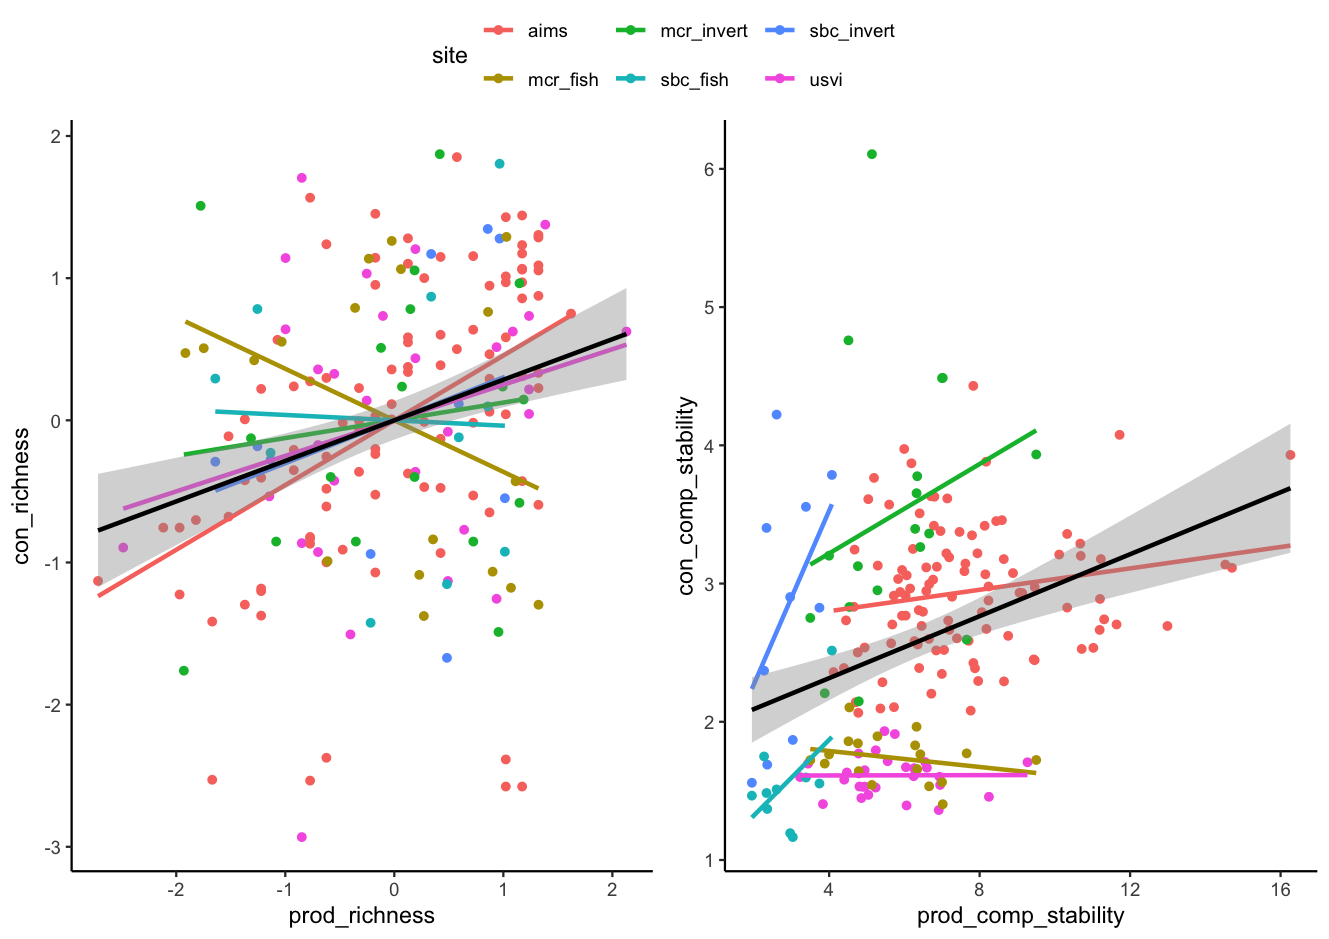 site
aims
mcr_invert
sbc_invert
mcr_fish
sbc_fish
usvi
con_richness
2
1
0
-1
-2
-3
-2
-1
0
1
2
prod_richness
con_comp_stability
6
5
4
3
2
1
4
8
12
16
prod_comp_stability